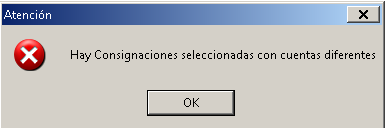 Atención
Hay Consignaciones seleccionadas con cuentas diferentes
OK